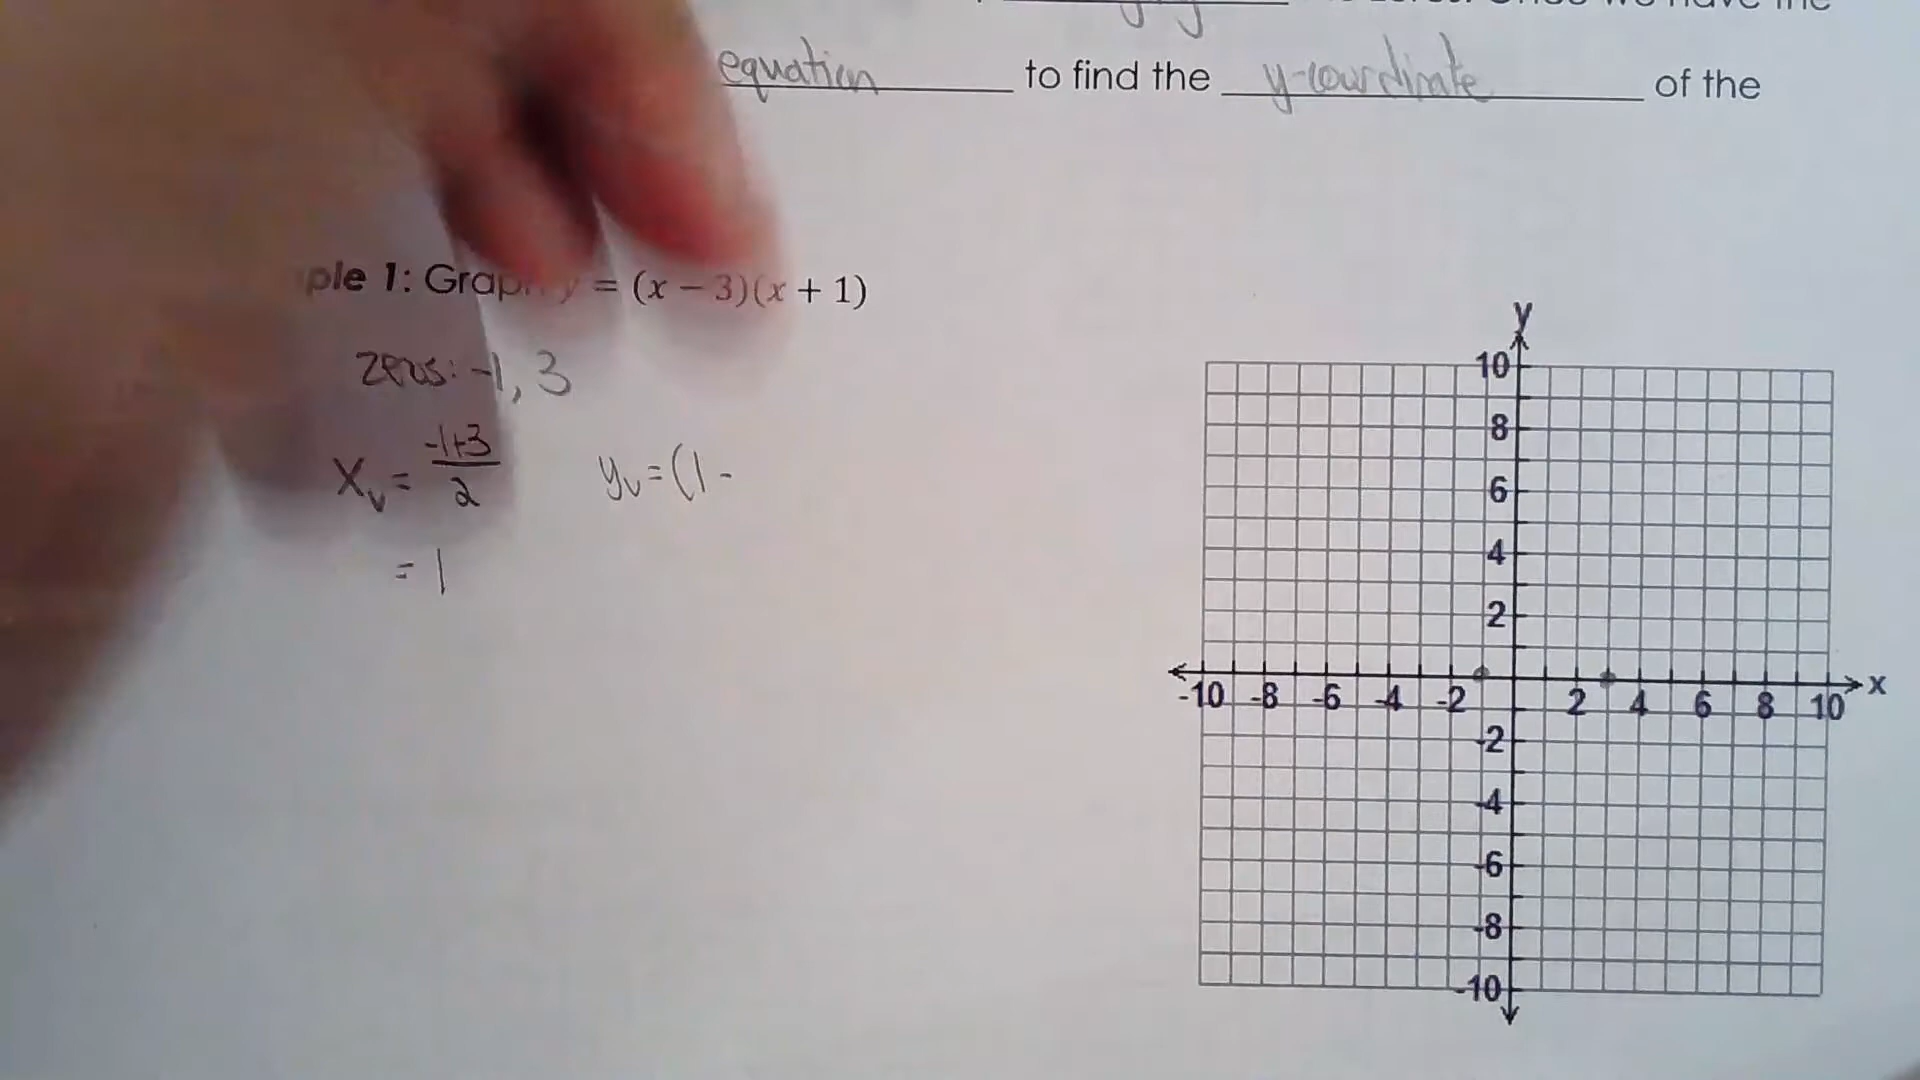 equation to find the y-coordinate of the
ple 1: Graph y = (x − 3)(x + 1)
zeros: -1, 3
Xᵥ = (-1+3)/2 yᵥ = (1 -
= 1
y
10
8
6
4
2
-10 -8 -6 -4 -2 2 4 6 8 10 x
-2
-4
-6
-8
-10